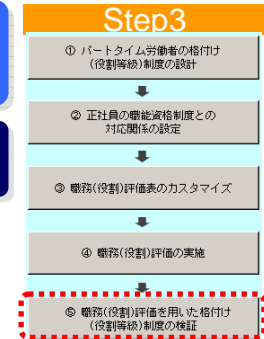 Step3
① パートタイム労働者の格付け
(役割等級)制度の設計
② 正社員の職能資格制度との
対応関係の設定
③ 職務(役割)評価表のカスタマイズ
④ 職務(役割)評価の実施
⑤ 職務(役割)評価を用いた格付け
(役割等級)制度の検証